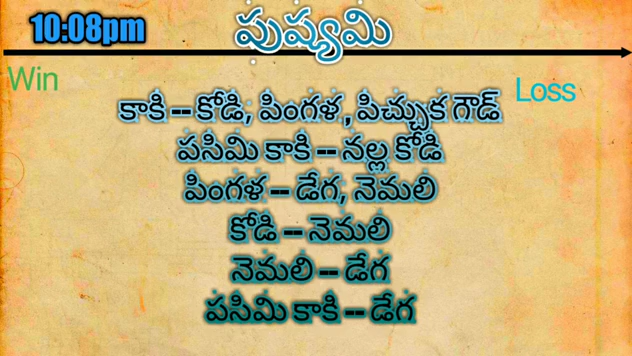 10:08pm
పుష్యమి
Win
Loss
కాకి -- కోడి, పింగళ, పిచ్చుక గౌడ్
పసిమి కాకి -- నల్ల కోడి
పింగళ -- డేగ, నెమలి
కోడి -- నెమలి
నెమలి -- డేగ
పసిమి కాకి -- డేగ